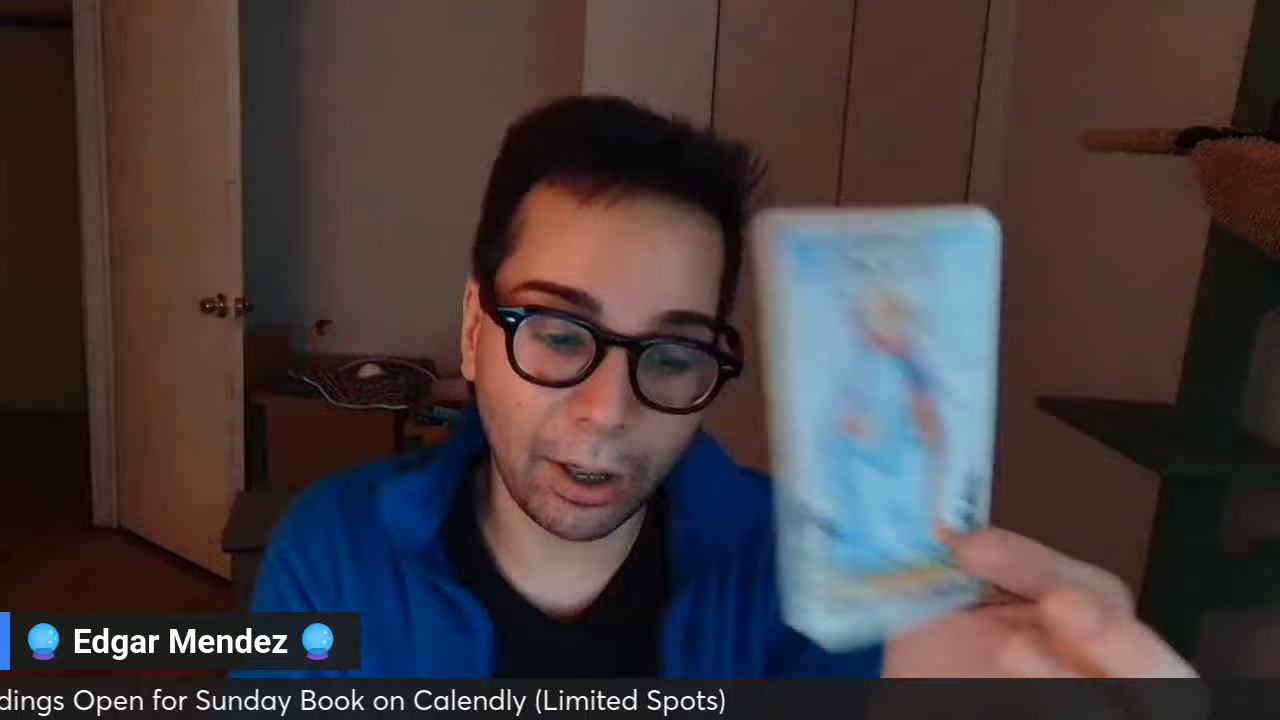 🔮 Edgar Mendez 🔮
dings Open for Sunday Book on Calendly (Limited Spots)